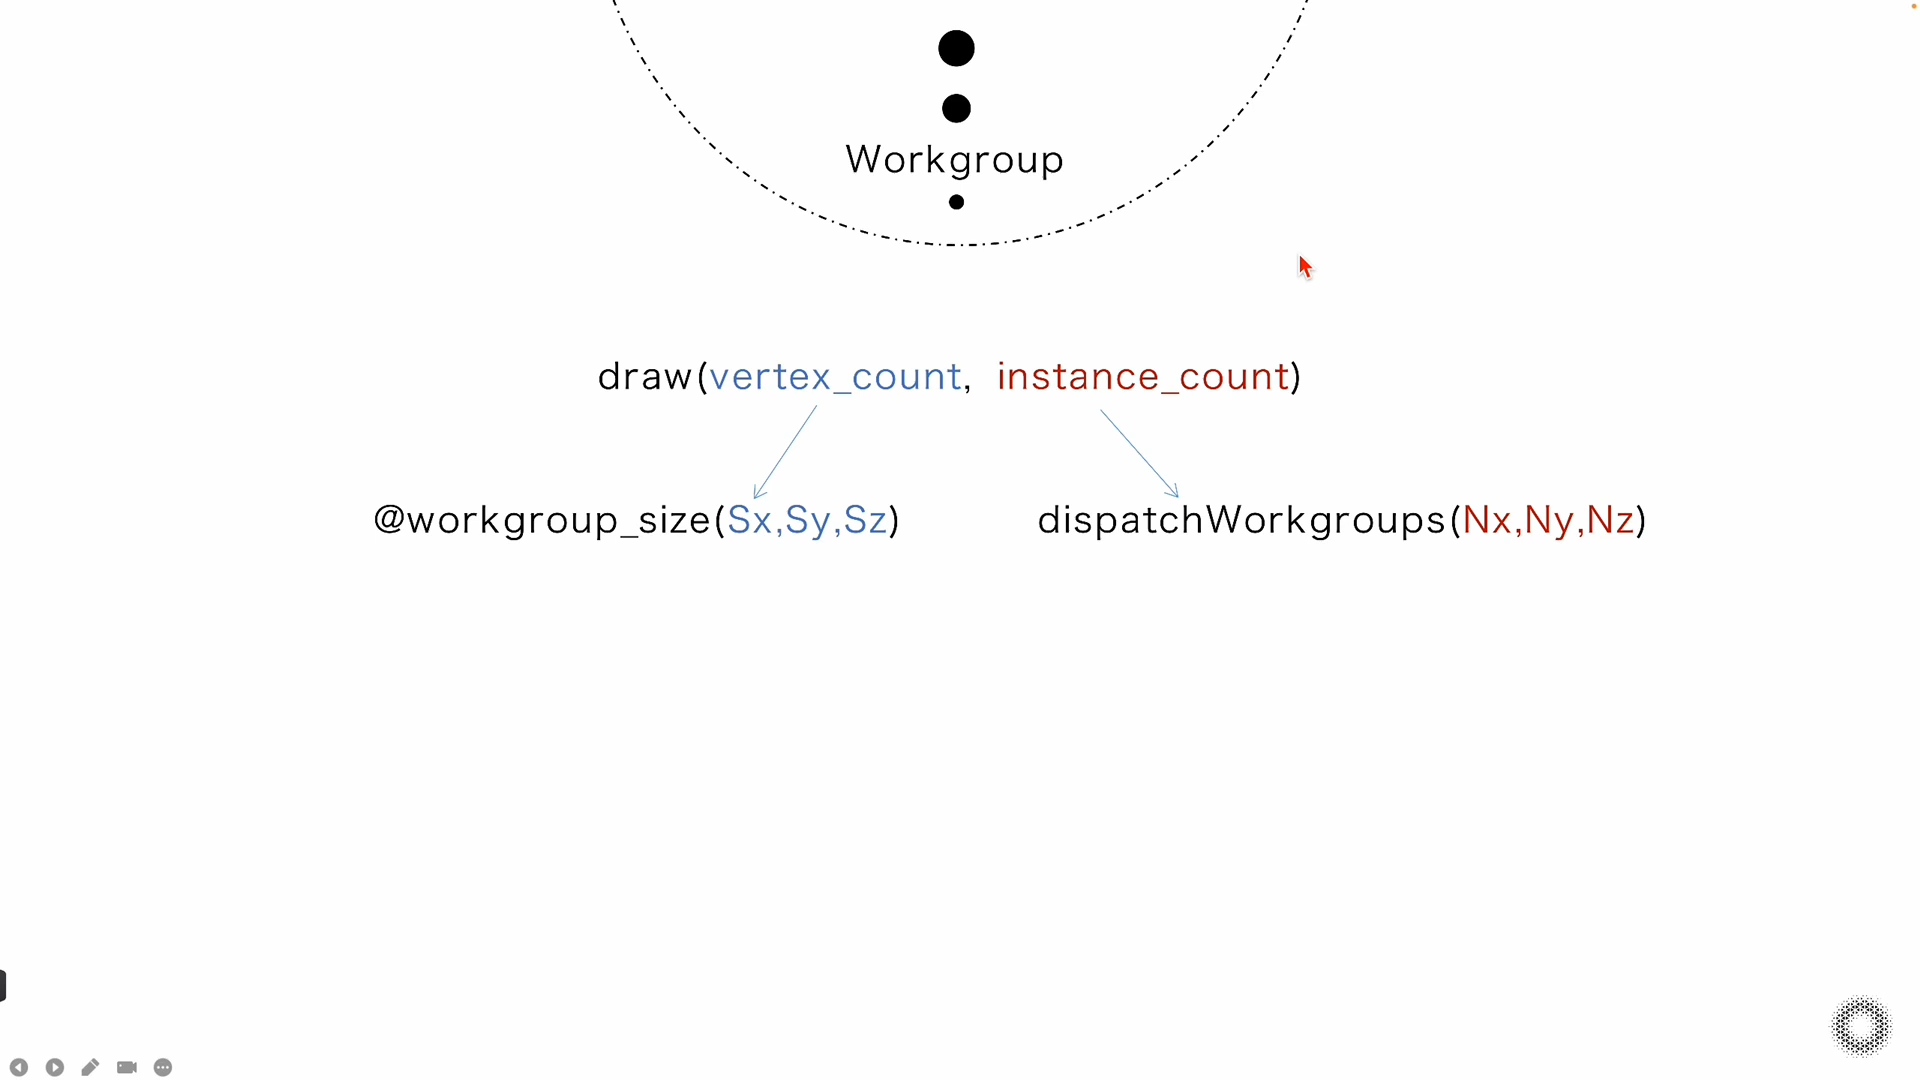 Workgroup
draw(vertex_count, instance_count)
@workgroup_size(Sx,Sy,Sz)
dispatchWorkgroups(Nx,Ny,Nz)